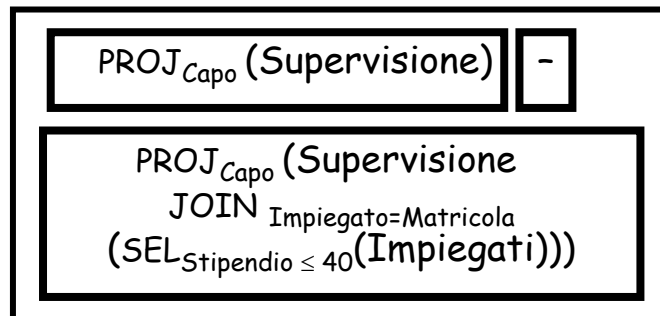 PROJCapo (Supervisione) -
PROJCapo (Supervisione
JOIN Impiegato=Matricola
(SELStipendio ≤ 40(Impiegati)))